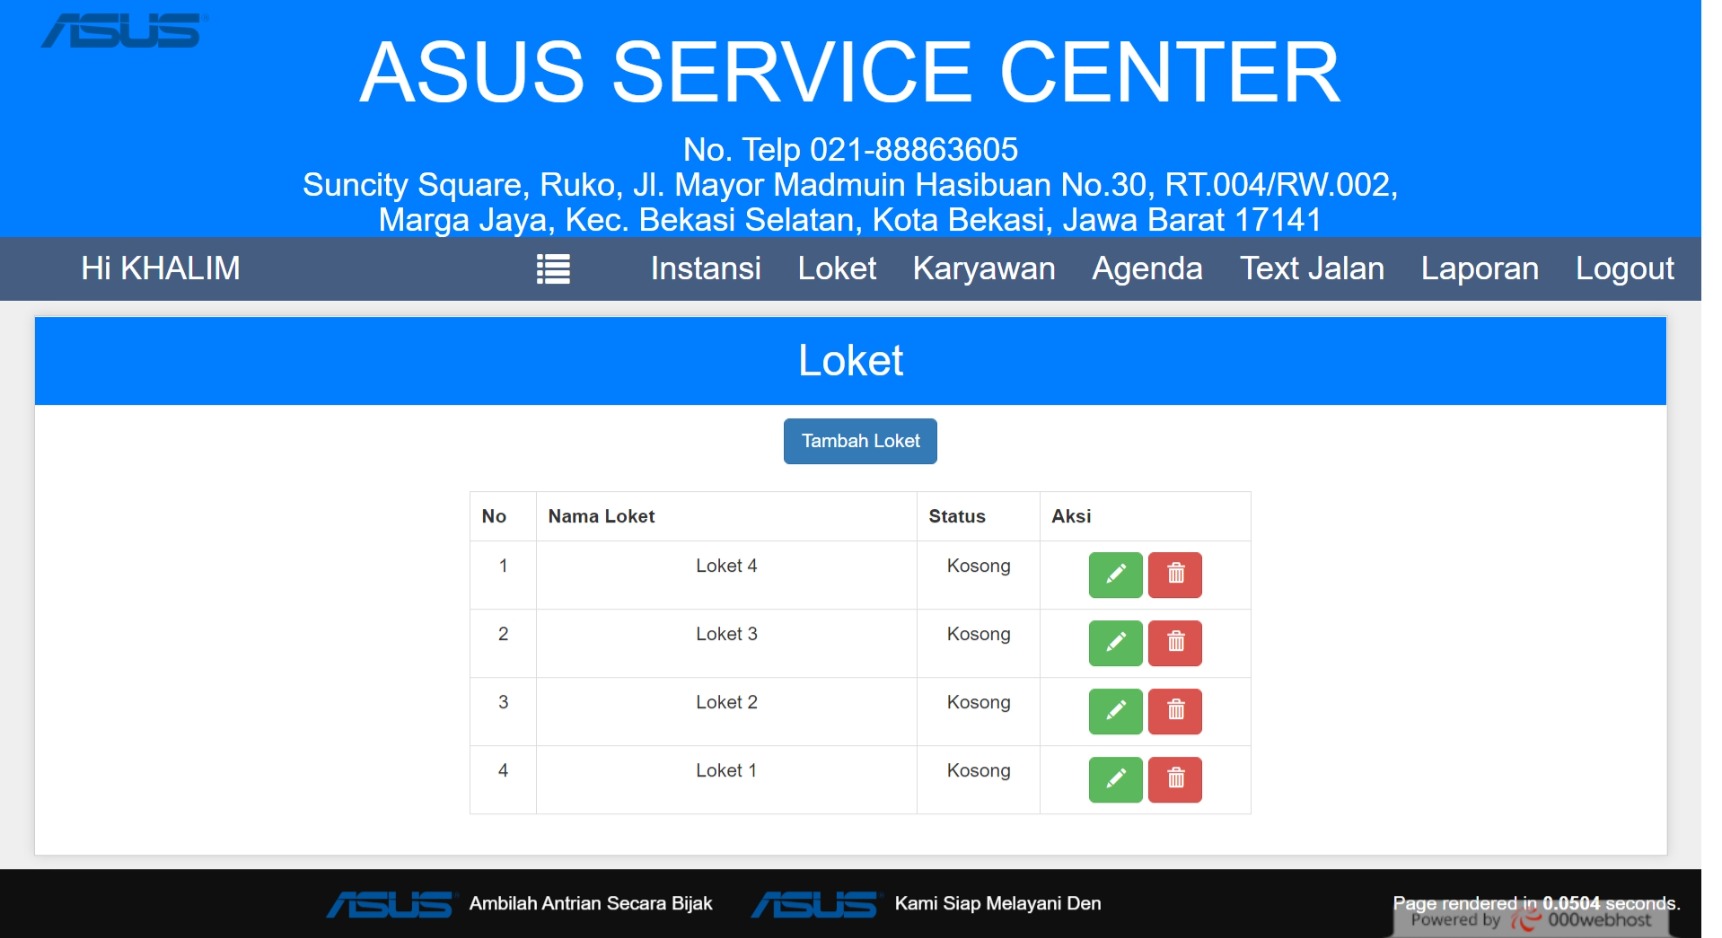 ASUS
ASUS SERVICE CENTER
No. Telp 021-88863605
Suncity Square, Ruko, Jl. Mayor Madmuin Hasibuan No.30, RT.004/RW.002,
Marga Jaya, Kec. Bekasi Selatan, Kota Bekasi, Jawa Barat 17141
Hi KHALIM Instansi Loket Karyawan Agenda Text Jalan Laporan Logout
Loket
Tambah Loket
No Nama Loket Status Aksi
1 Loket 4 Kosong
2 Loket 3 Kosong
3 Loket 2 Kosong
4 Loket 1 Kosong
ASUS Ambilah Antrian Secara Bijak ASUS Kami Siap Melayani Den Page rendered in 0.0504 seconds.
Powered by 000webhost